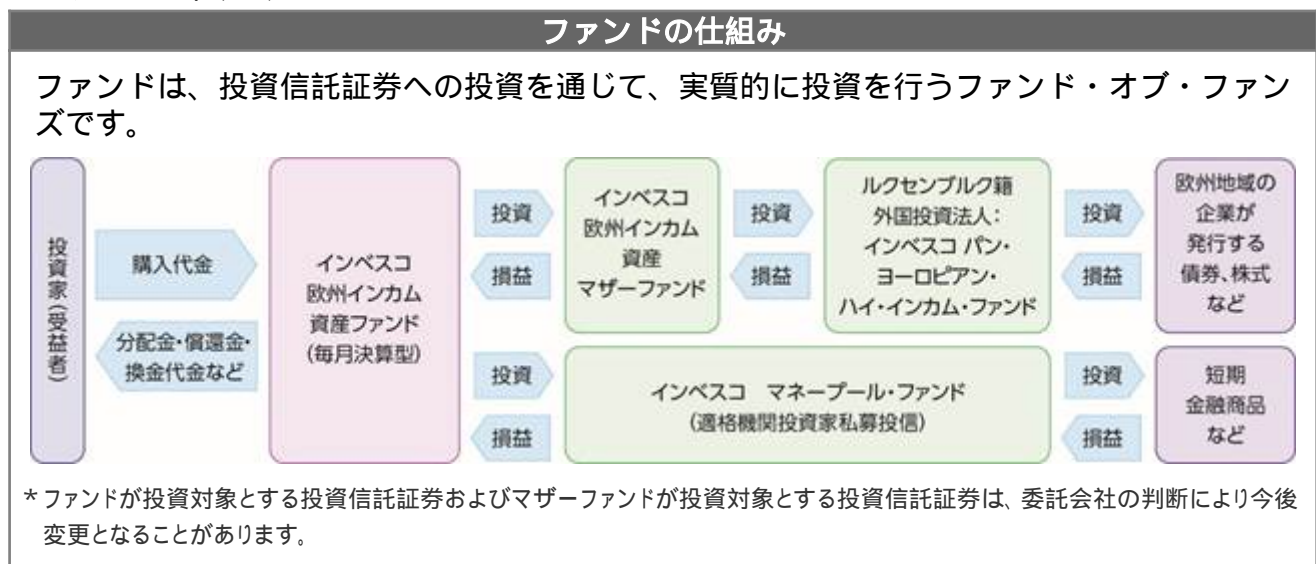 ファンドの仕組み
ファンドは、投資信託証券への投資を通じて、実質的に投資を行うファンド・オブ・ファン
ズです。
投資家(受益者)
購入代金
分配金・償還金・
換金代金など
インベスコ
欧州インカム
資産ファンド
(毎月決算型)
投資
損益
インベスコ
欧州インカム
資産
マザーファンド
投資
損益
ルクセンブルク籍
外国投資法人:
インベスコ パン・
ヨーロピアン・
ハイ・インカム・ファンド
投資
損益
欧州地域の
企業が
発行する
債券、株式
など
投資
損益
インベスコ マネープール・ファンド
(適格機関投資家私募投信)
投資
損益
短期
金融商品
など
*ファンドが投資対象とする投資信託証券およびマザーファンドが投資対象とする投資信託証券は、委託会社の判断により今後
変更となることがあります。